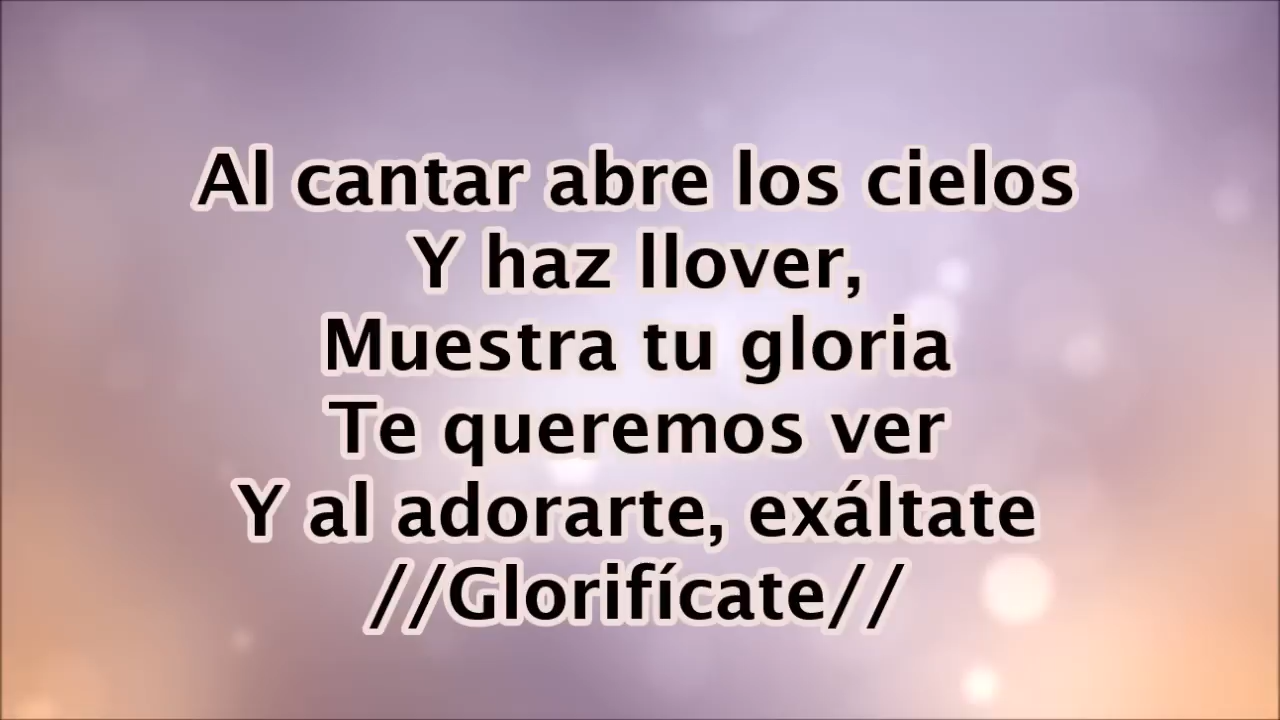 Al cantar abre los cielos
Y haz llover,
Muestra tu gloria
Te queremos ver
Y al adorarte, exáltate
//Glorifícate//